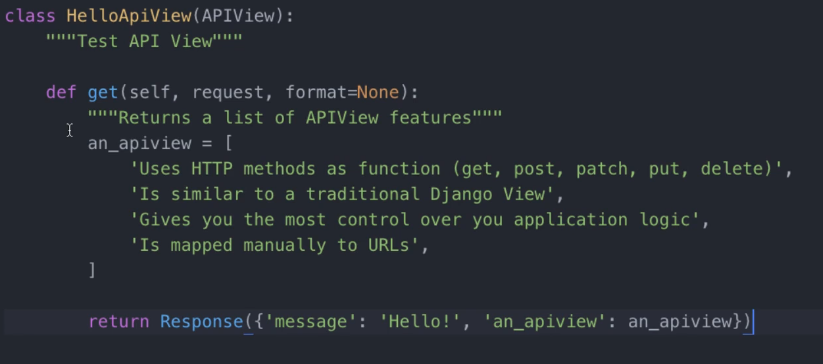 class HelloApiView(APIView):
    """Test API View"""

    def get(self, request, format=None):
        """Returns a list of APIView features"""
        an_apiview = [
            'Uses HTTP methods as function (get, post, patch, put, delete)',
            'Is similar to a traditional Django View',
            'Gives you the most control over you application logic',
            'Is mapped manually to URLs',
        ]

        return Response({'message': 'Hello!', 'an_apiview': an_apiview})